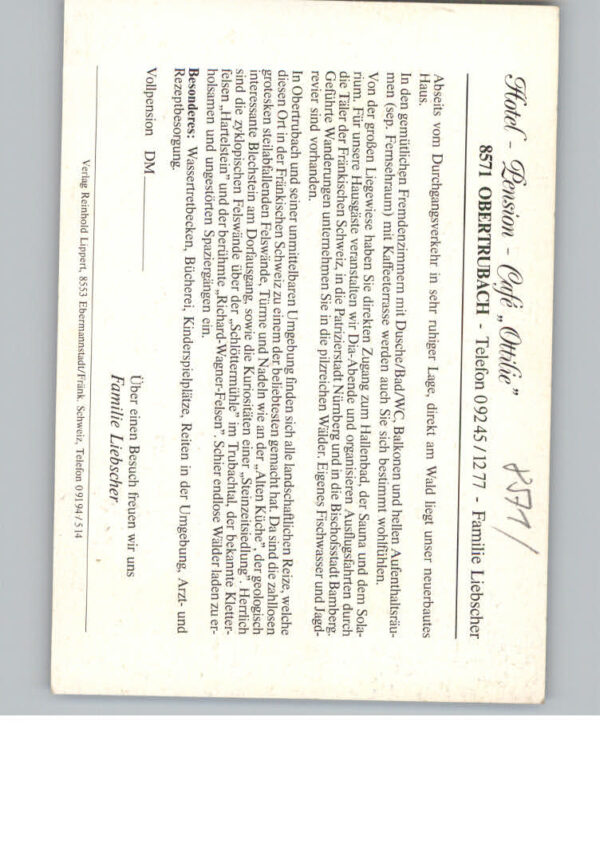 Hotel - Pension - Café „Ottilie"
8571/
8571 OBERTRUBACH - Telefon 0 92 45 / 12 77 - Familie Liebscher
Abseits vom Durchgangsverkehr in sehr ruhiger Lage, direkt am Wald liegt unser neuerbautes
Haus.
In den gemütlichen Fremdenzimmern mit Dusche/Bad/WC, Balkonen und hellen Aufenthaltsräu-
men (sep. Fernsehraum) mit Kaffeeterrasse werden auch Sie sich bestimmt wohlfühlen.
Von der großen Liegewiese haben Sie direkten Zugang zum Hallenbad, der Sauna und dem Sola-
rium. Für unsere Hausgäste veranstalten wir Dia-Abende und organisieren Ausflugsfahrten durch
die Täler der Fränkischen Schweiz, in die Patrizierstadt Nürnberg und in die Bischofsstadt Bamberg.
Geführte Wanderungen unternehmen Sie in die pilzreichen Wälder. Eigenes Fischwasser und Jagd-
revier sind vorhanden.
In Obertrubach und seiner unmittelbaren Umgebung finden sich alle landschaftlichen Reize, welche
diesen Ort in der Fränkischen Schweiz zu einem der beliebtesten gemacht hat. Da sind die zahllosen
grotesken steilabfallenden Felswände, Türme und Nadeln wie an der „Alten Küche", der geologisch
interessante Blechstein am Dorfausgang, sowie die Kuriositäten einer „Steinzeitsiedlung". Herrlich
sind die zyklopischen Felswände über der „Schlöttermühle" im Trubachtal, der bekannte Kletter-
felsen „Hartelstein" und der berühmte „Richard-Wagner-Felsen". Schier endlose Wälder laden zu er-
holsamen und ungestörten Spaziergängen ein.
Besonderes: Wassertretbecken, Bücherei, Kinderspielplätze, Reiten in der Umgebung, Arzt- und
Rezeptbesorgung.
Vollpension DM
Über einen Besuch freuen wir uns
Familie Liebscher
Verlag Reinhold Lippert, 8553 Ebermannstadt/Fränk. Schweiz, Telefon 0 91 94 / 5 14